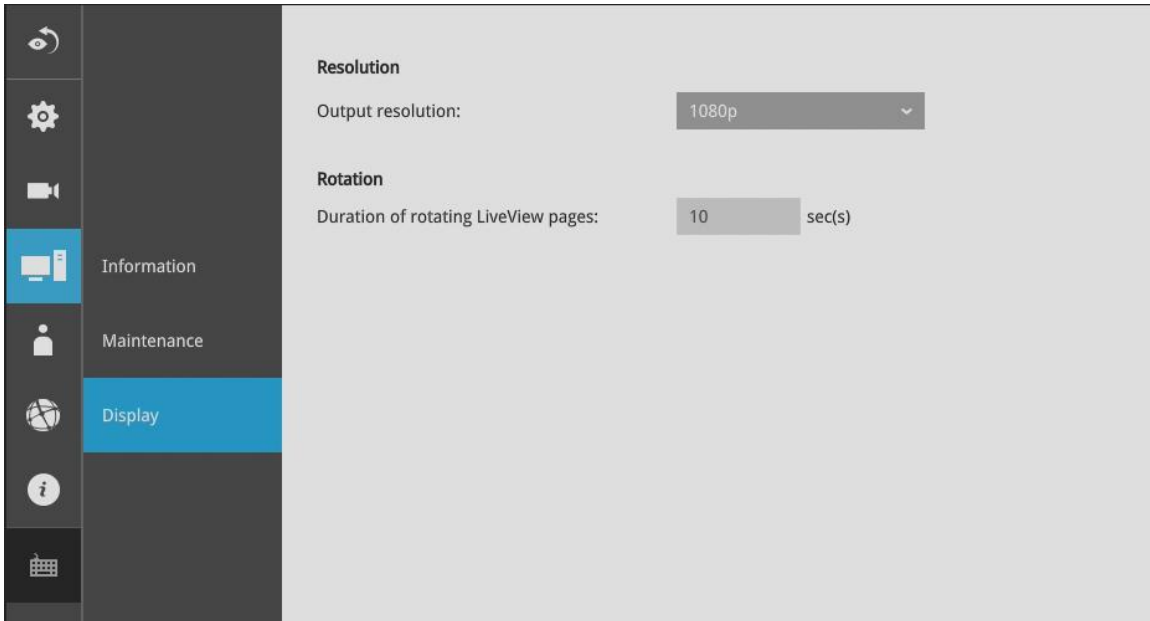 Resolution
Output resolution: 1080p
Rotation
Duration of rotating LiveView pages: 10 sec(s)
Information
Maintenance
Display